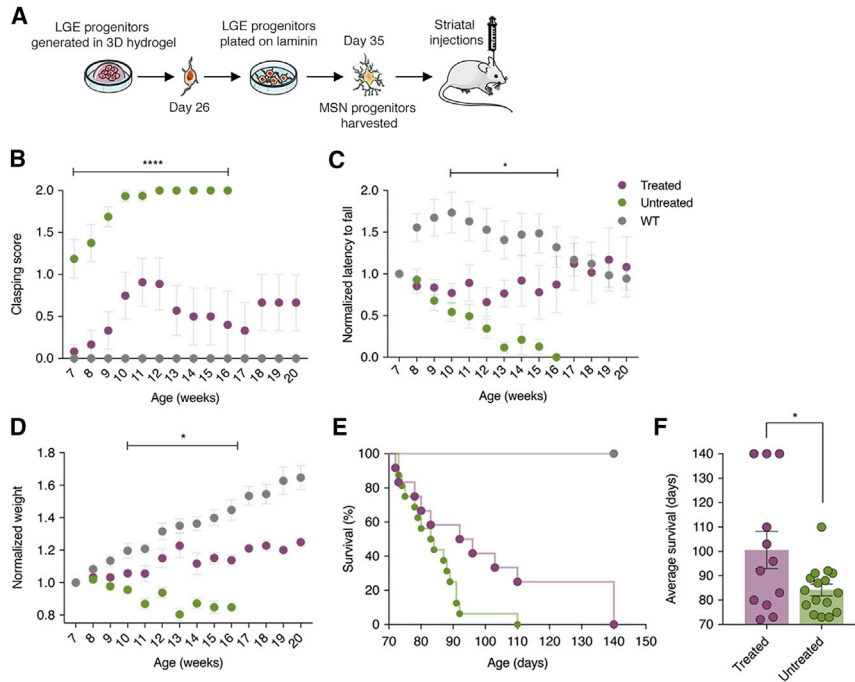 A
LGE progenitors
generated in 3D hydrogel
Day 26
LGE progenitors
plated on laminin
Day 35
MSN progenitors
harvested
Striatal
injections
B
****
2.0
1.5
1.0
0.5
0.0
Clasping score
7 8 9 10 11 12 13 14 15 16 17 18 19 20
Age (weeks)
C
*
2.0
1.5
1.0
0.5
0.0
Normalized latency to fall
7 8 9 10 11 12 13 14 15 16 17 18 19 20
Age (weeks)
Treated
Untreated
WT
D
*
1.8
1.6
1.4
1.2
1.0
0.8
Normalized weight
7 8 9 10 11 12 13 14 15 16 17 18 19 20
Age (weeks)
E
100
80
60
40
20
0
Survival (%)
70 80 90 100 110 120 130 140 150
Age (days)
F
*
140
130
120
110
100
90
80
70
Average survival (days)
Treated
Untreated